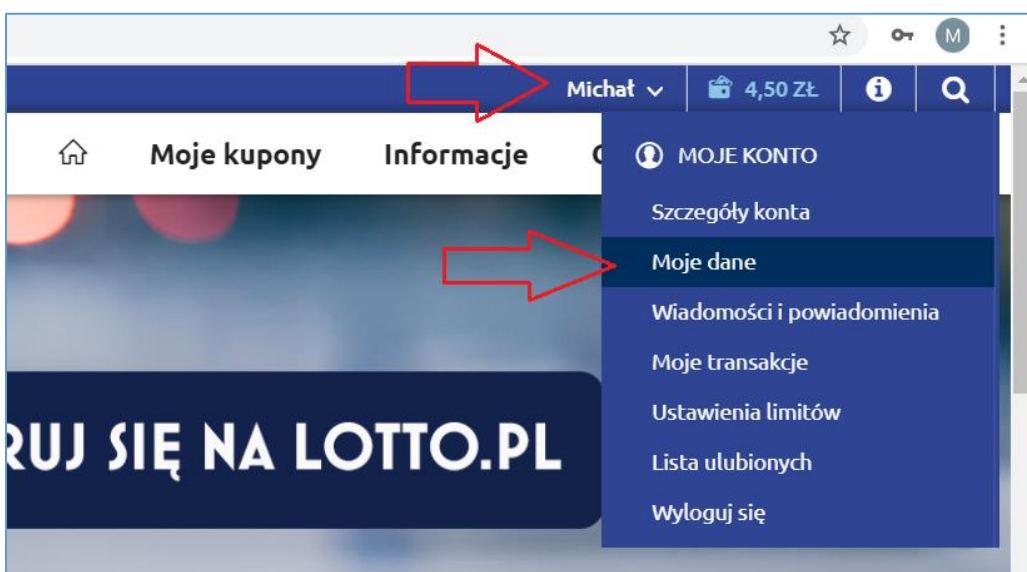 M
Michał 4,50 ZŁ
Moje kupony Informacje
MOJE KONTO
Szczegóły konta
Moje dane
Wiadomości i powiadomienia
Moje transakcje
Ustawienia limitów
Lista ulubionych
Wyloguj się
RUJ SIĘ NA LOTTO.PL